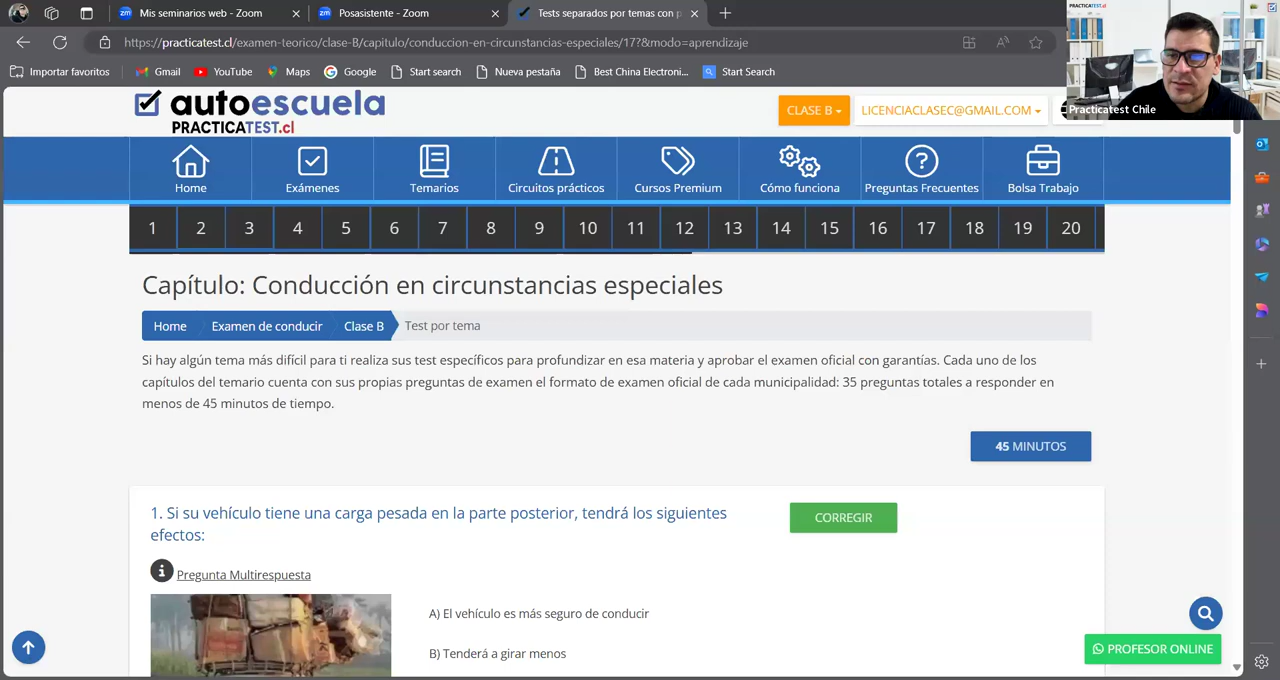 Mis seminarios web - Zoom
Posasistente - Zoom
Tests separados por temas con p
https://practicatest.cl/examen-teorico/clase-B/capitulo/conduccion-en-circunstancias-especiales/17?&modo=aprendizaje
Importar favoritos
Gmail
YouTube
Maps
Google
Start search
Nueva pestaña
Best China Electroni...
Start Search
PRACTICATEST.cl
Practicatest Chile
autoescuela
PRACTICATEST.cl
CLASE B
LICENCIACLASEC@GMAIL.COM
Home
Exámenes
Temarios
Circuitos prácticos
Cursos Premium
Cómo funciona
Preguntas Frecuentes
Bolsa Trabajo
1 2 3 4 5 6 7 8 9 10 11 12 13 14 15 16 17 18 19 20
Capítulo: Conducción en circunstancias especiales
Home
Examen de conducir
Clase B
Test por tema
Si hay algún tema más difícil para ti realiza sus test específicos para profundizar en esa materia y aprobar el examen oficial con garantías. Cada uno de los
capítulos del temario cuenta con sus propias preguntas de examen el formato de examen oficial de cada municipalidad: 35 preguntas totales a responder en
menos de 45 minutos de tiempo.
45 MINUTOS
1. Si su vehículo tiene una carga pesada en la parte posterior, tendrá los siguientes
efectos:
CORREGIR
Pregunta Multirespuesta
A) El vehículo es más seguro de conducir
B) Tenderá a girar menos
PROFESOR ONLINE